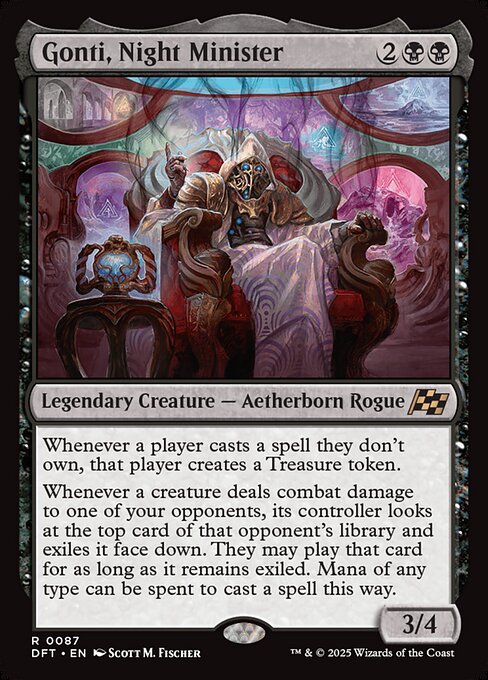 Gonti, Night Minister 2
Legendary Creature — Aetherborn Rogue
Whenever a player casts a spell they don't
own, that player creates a Treasure token.
Whenever a creature deals combat damage
to one of your opponents, its controller looks
at the top card of that opponent's library and
exiles it face down. They may play that card
for as long as it remains exiled. Mana of any
type can be spent to cast a spell this way.
3/4
R 0087
DFT • EN SCOTT M. FISCHER
™ & © 2025 Wizards of the Coast